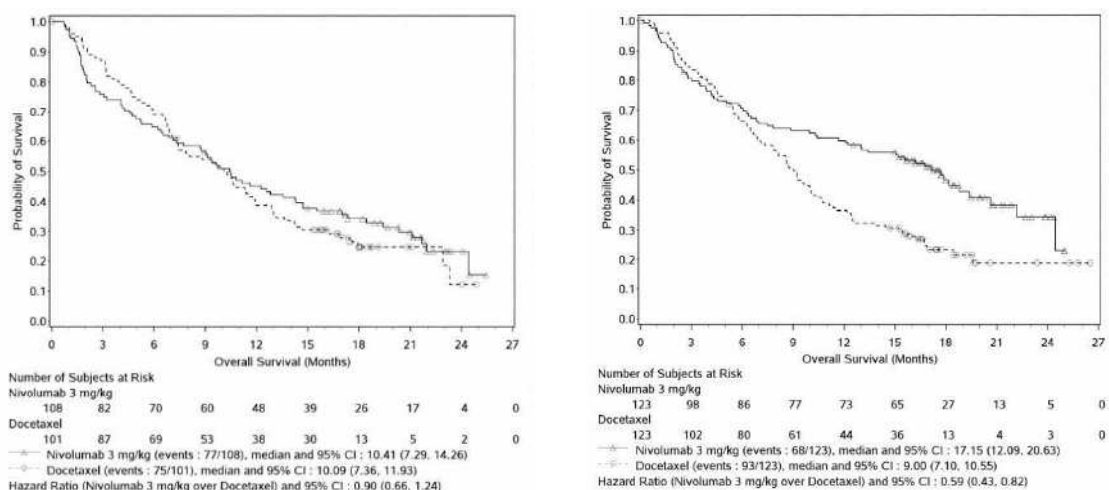 1.0
0.9
0.8
0.7
0.6
0.5
0.4
0.3
0.2
0.1
0.0
Probability of Survival
0 3 6 9 12 15 18 21 24 27
Overall Survival (Months)
Number of Subjects at Risk
Nivolumab 3 mg/kg
108 82 70 60 48 39 26 17 4 0
Docetaxel
101 87 69 53 38 30 13 5 2 0
Nivolumab 3 mg/kg (events : 77/108), median and 95% CI : 10.41 (7.29, 14.26)
Docetaxel (events : 75/101), median and 95% CI : 10.09 (7.36, 11.93)
Hazard Ratio (Nivolumab 3 mg/kg over Docetaxel) and 95% CI : 0.90 (0.66, 1.24)
1.0
0.9
0.8
0.7
0.6
0.5
0.4
0.3
0.2
0.1
0.0
Probability of Survival
0 3 6 9 12 15 18 21 24 27
Overall Survival (Months)
Number of Subjects at Risk
Nivolumab 3 mg/kg
123 98 86 77 73 65 27 13 5 0
Docetaxel
123 102 80 61 44 36 13 4 3 0
Nivolumab 3 mg/kg (events : 68/123), median and 95% CI : 17.15 (12.09, 20.63)
Docetaxel (events : 93/123), median and 95% CI : 9.00 (7.10, 10.55)
Hazard Ratio (Nivolumab 3 mg/kg over Docetaxel) and 95% CI : 0.59 (0.43, 0.82)